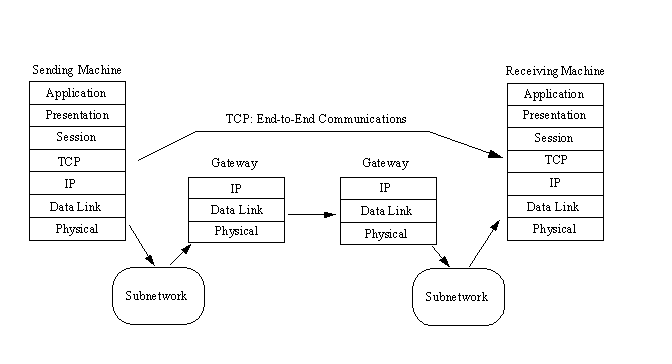 Sending Machine
Application
Presentation
Session
TCP
IP
Data Link
Physical
TCP: End-to-End Communications
Gateway
IP
Data Link
Physical
Gateway
IP
Data Link
Physical
Receiving Machine
Application
Presentation
Session
TCP
IP
Data Link
Physical
Subnetwork
Subnetwork